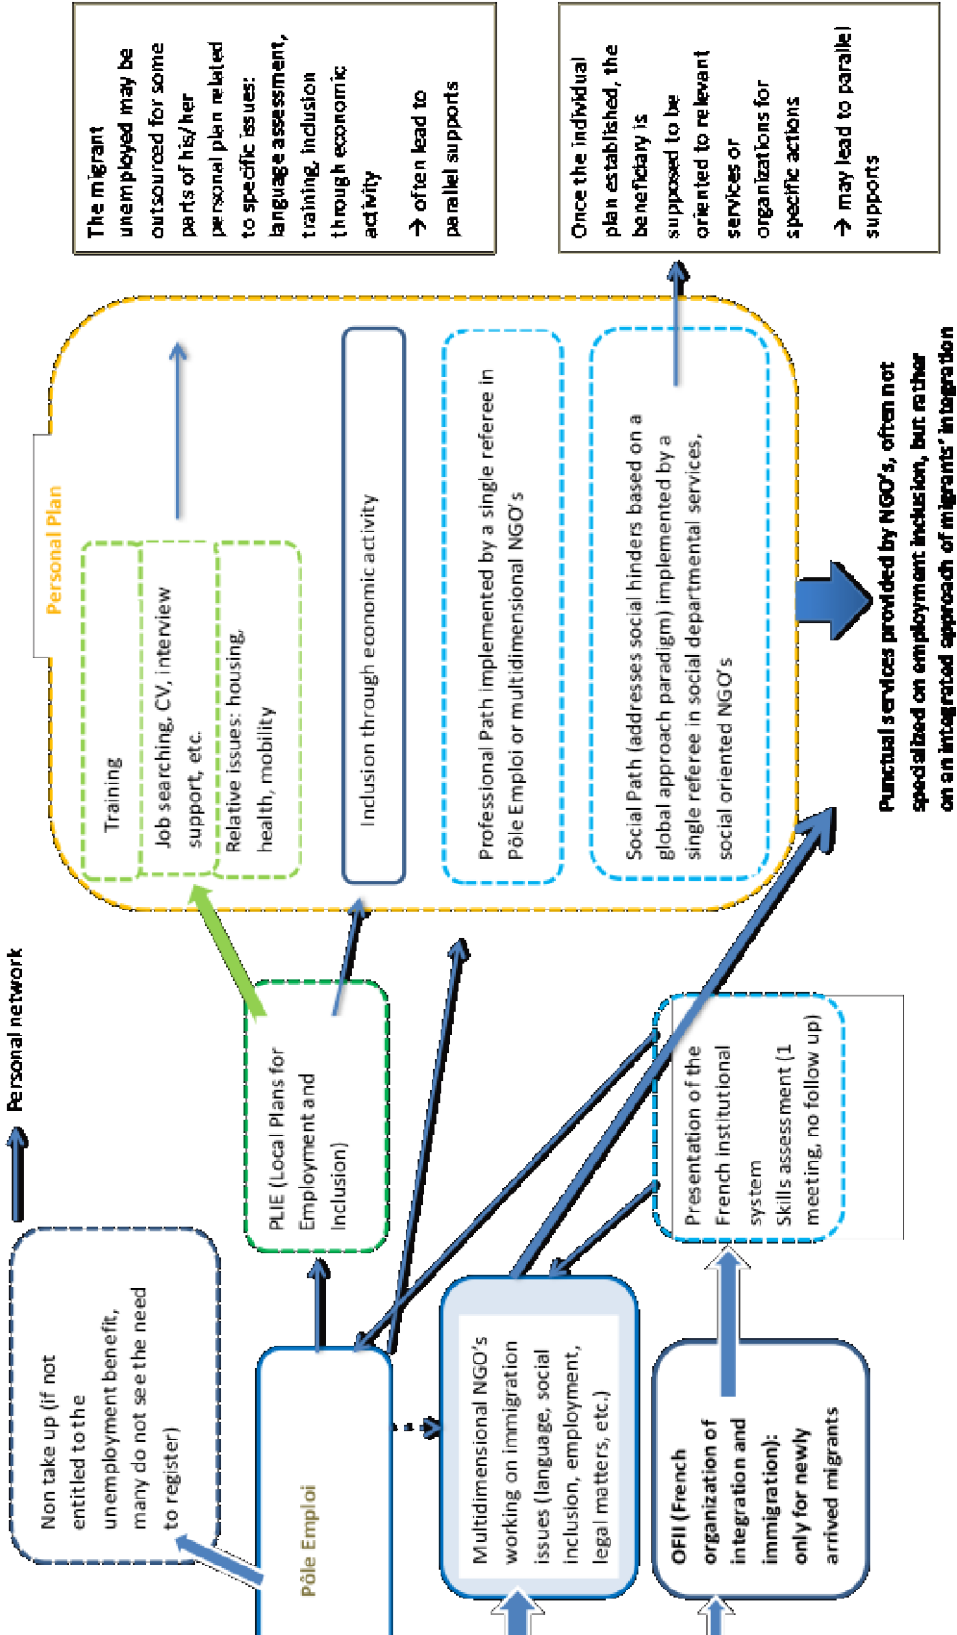 Non take up (if not
entitled to the
unemployment benefit,
many do not see the need
to register)
Personal network
Pôle Emploi
PLIE (Local Plans for
Employment and
Inclusion)
Multidimensional NGO's
working on immigration
issues (language, social
inclusion, employment,
legal matters, etc.)
OFII (French
organization of
integration and
immigration):
only for newly
arrived migrants
Presentation of the
French institutional
system
Skills assessment (1
meeting, no follow up)
Personal Plan
Training
Job searching, CV, interview
support, etc.
Relative issues: housing,
health, mobility
Inclusion through economic activity
Professional Path implemented by a single referee in
Pôle Emploi or multidimensional NGO's
Social Path (addresses social hinders based on a
global approach paradigm) implemented by a
single referee in social departmental services,
social oriented NGO's
The migrant
unemployed may be
outsourced for some
parts of his/her
personal plan related
to specific issues:
language assessment,
training, inclusion
through economic
activity
→ often lead to
parallel supports
Once the individual
plan established, the
beneficiary is
supposed to be
oriented to relevant
services or
organizations for
specific actions
→ may lead to parallel
supports
Punctual services provided by NGO's, often not
specialized on employment inclusion, but rather
on an integrated approach of migrants' integration